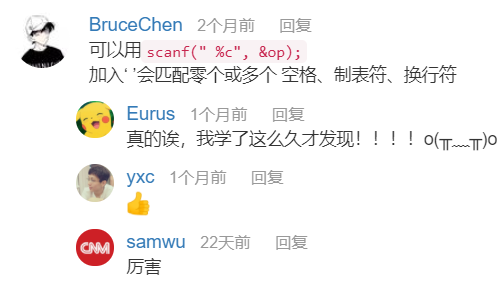 BruceChen 2个月前 回复
可以用 scanf(" %c", &op);
加入‘ ’会匹配零个或多个 空格、制表符、换行符
Eurus 1个月前 回复
真的诶，我学了这么久才发现！！！！o(╥﹏╥)o
yxc 1个月前 回复
👍
CNM samwu 22天前 回复
厉害